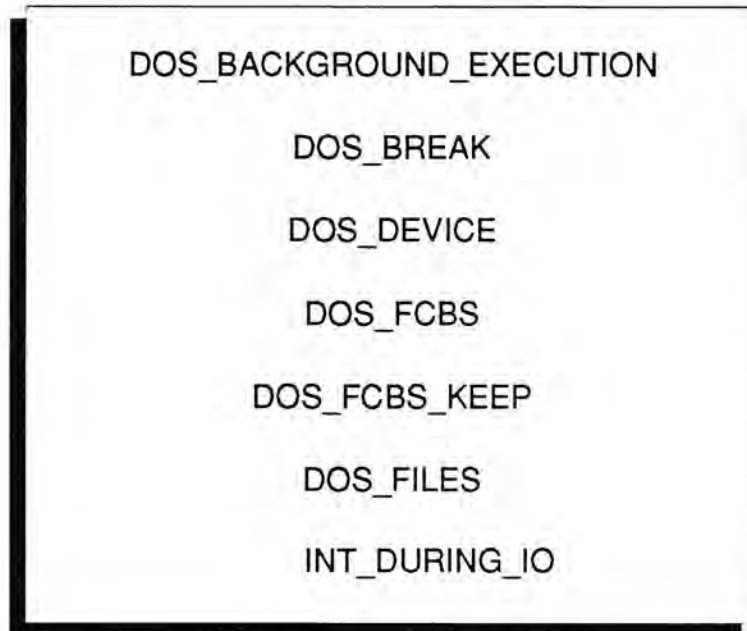 DOS_BACKGROUND_EXECUTION
DOS_BREAK
DOS_DEVICE
DOS_FCBS
DOS_FCBS_KEEP
DOS_FILES
INT_DURING_IO